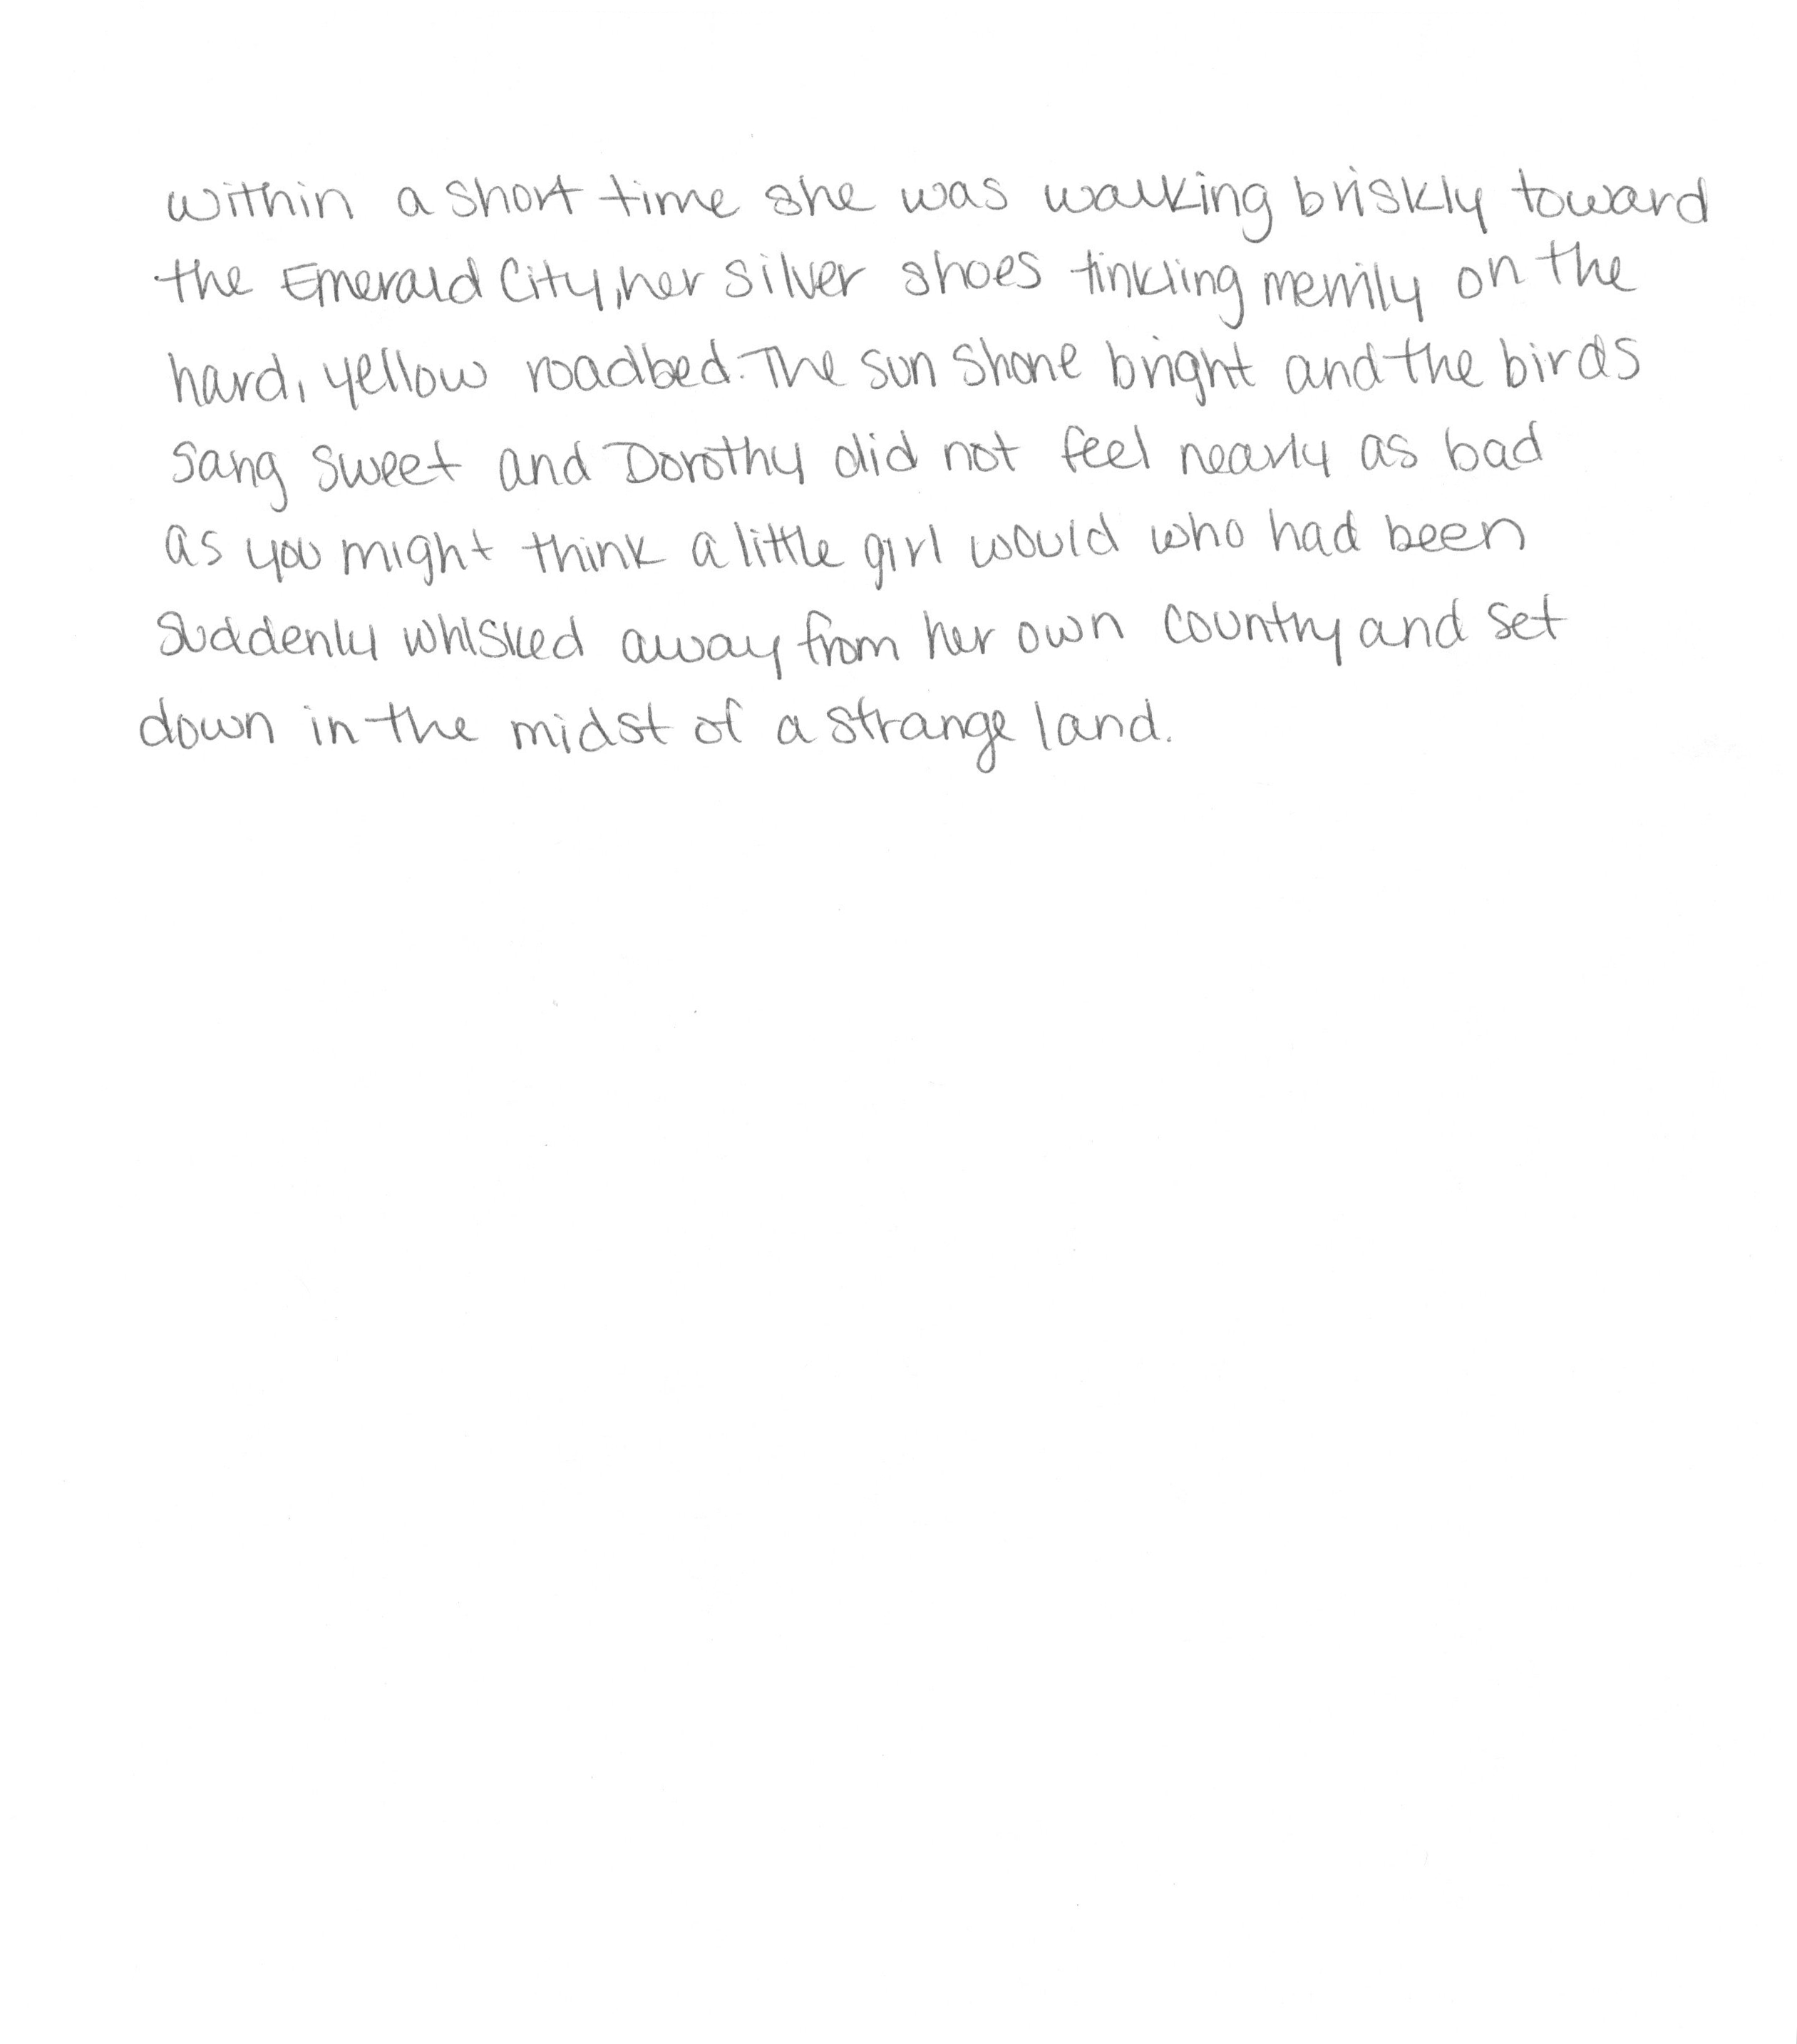 within a short time she was walking briskly toward
the Emerald City, her silver shoes tinkling merrily on the
hard, yellow roadbed. The sun shone bright and the birds
sang sweet and Dorothy did not feel nearly as bad
as you might think a little girl would who had been
suddenly whisked away from her own country and set
down in the midst of a strange land.